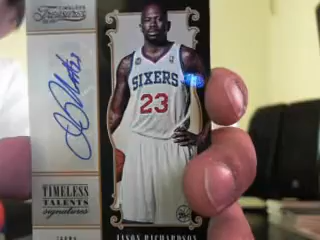 TIMELESS
Treasures
SIXERS
23
TIMELESS
TALENTS
signatures
JASON RICHARDSON